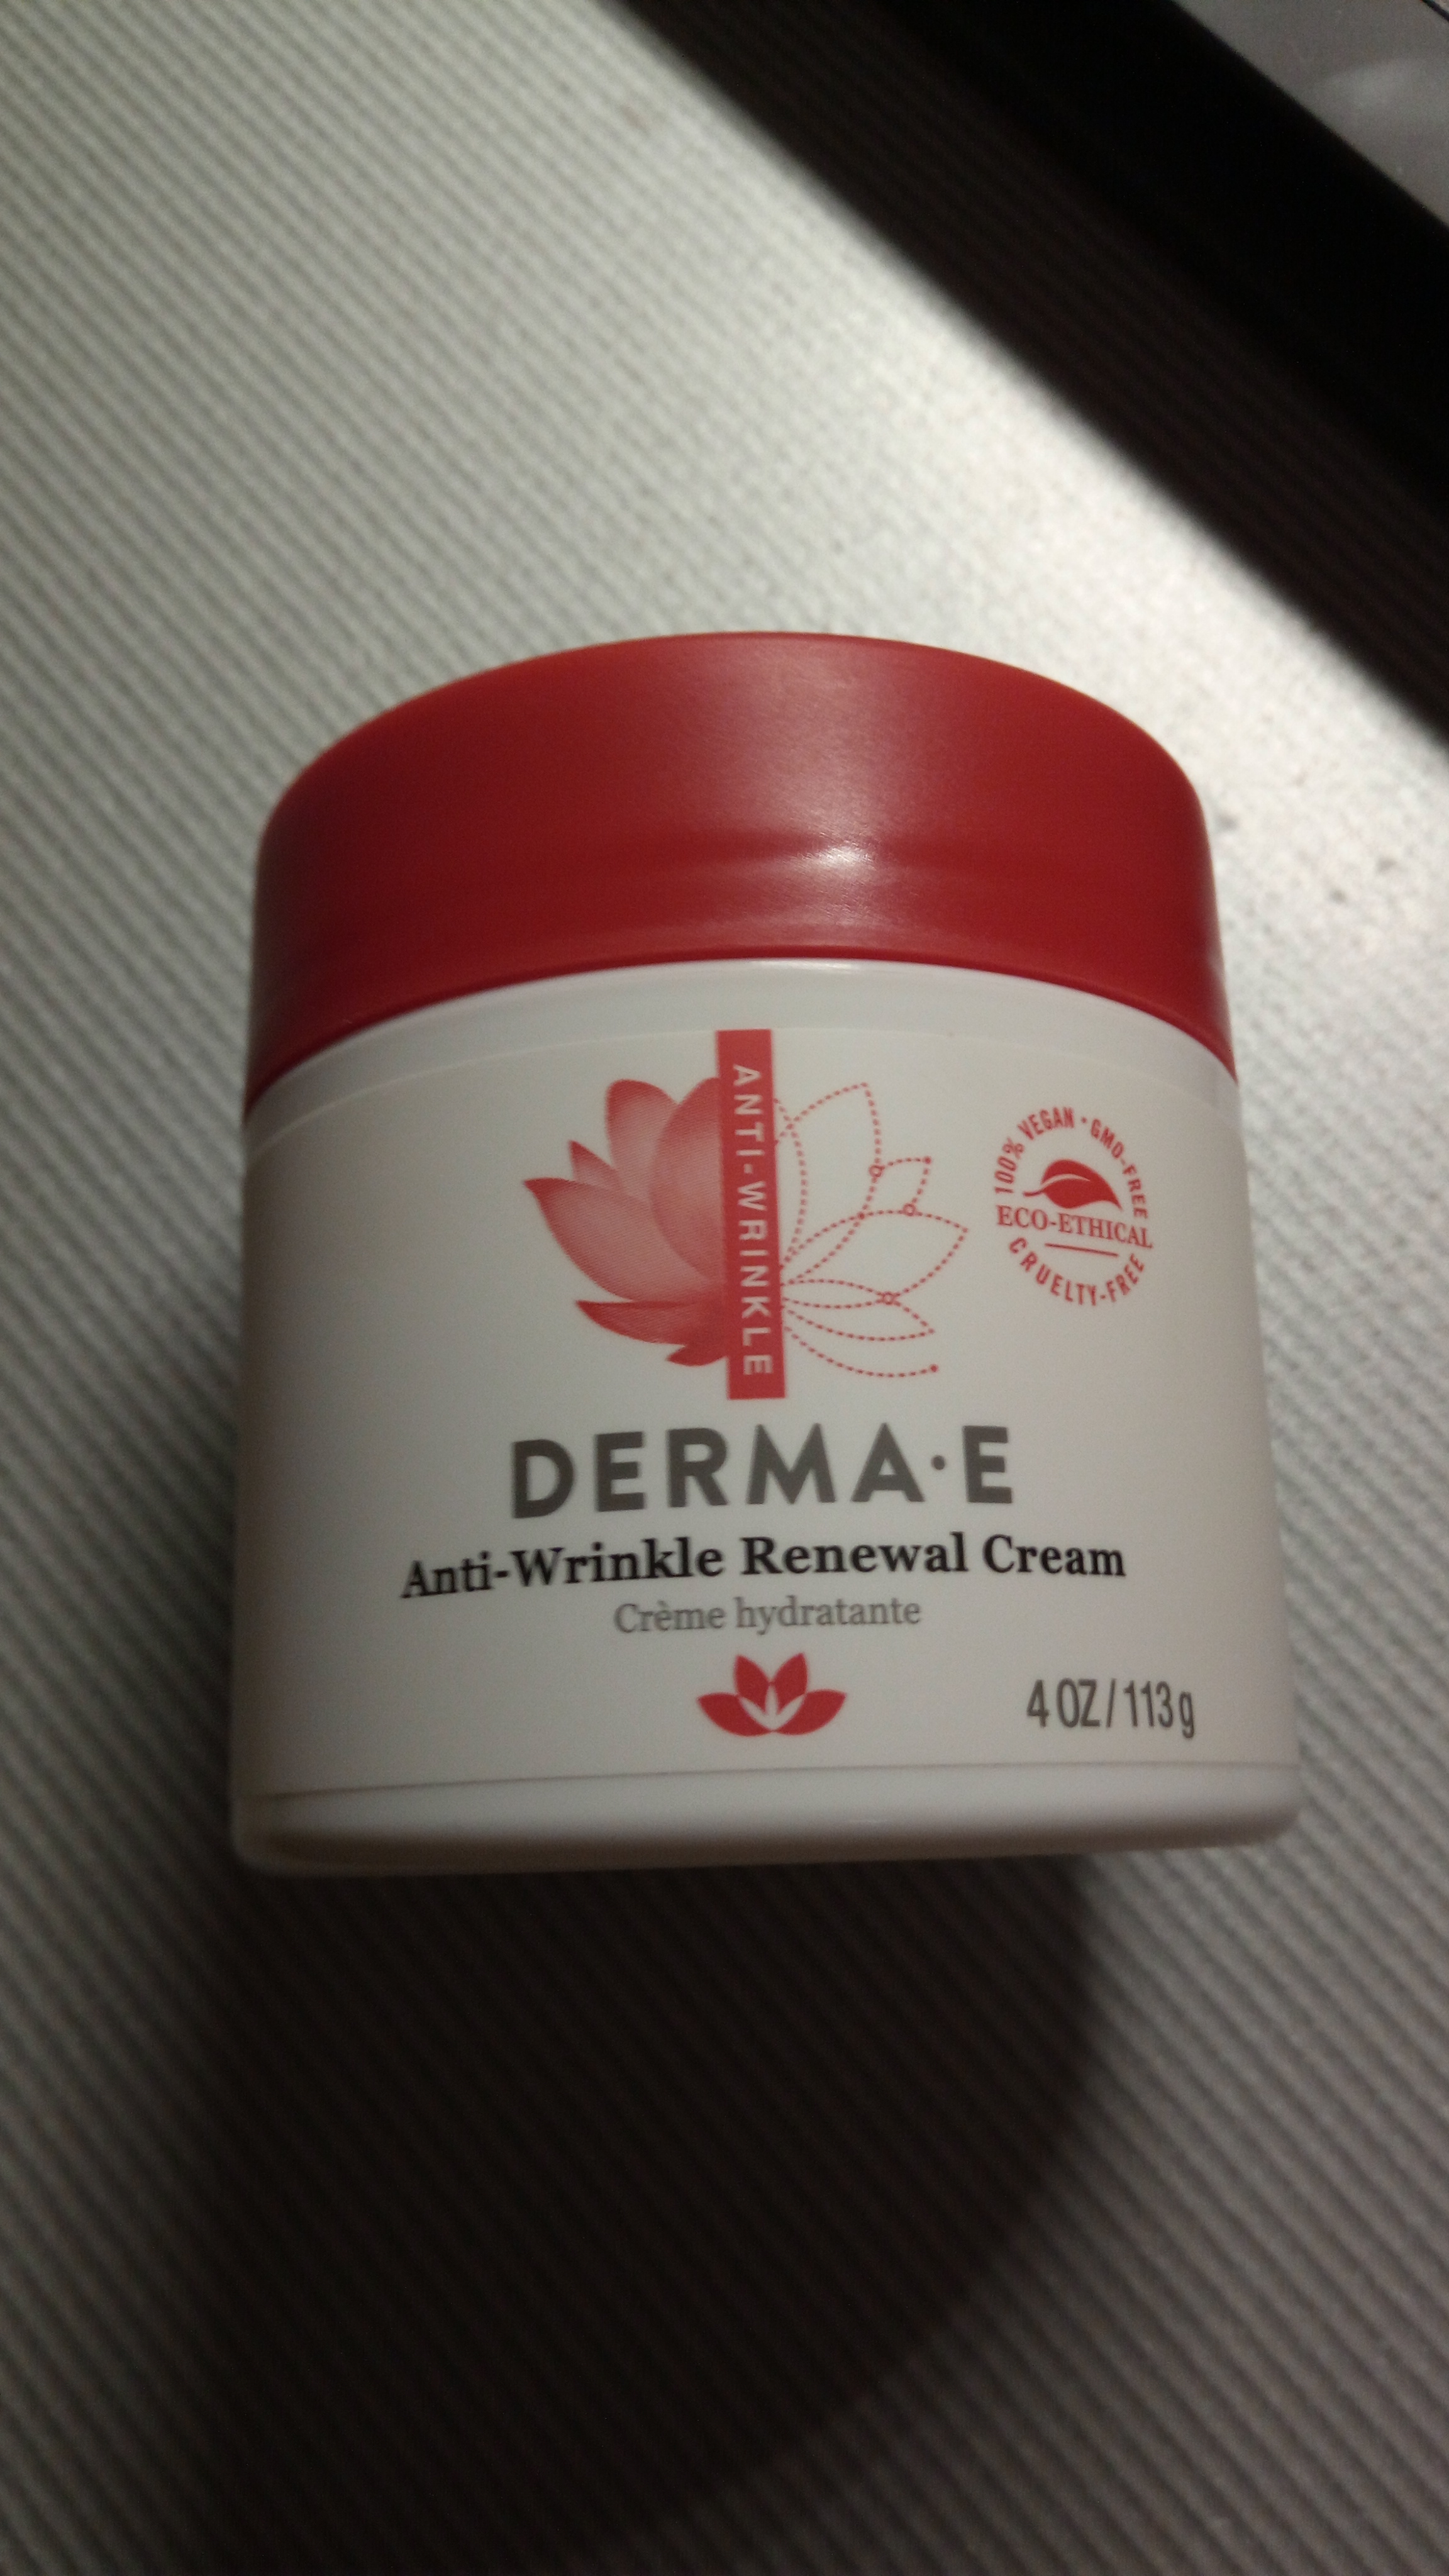 ANTI-WRINKLE
100% VEGAN · GMO-FREE
ECO-ETHICAL
CRUELTY-FREE
DERMA·E
Anti-Wrinkle Renewal Cream
Crème hydratante
4 OZ / 113 g